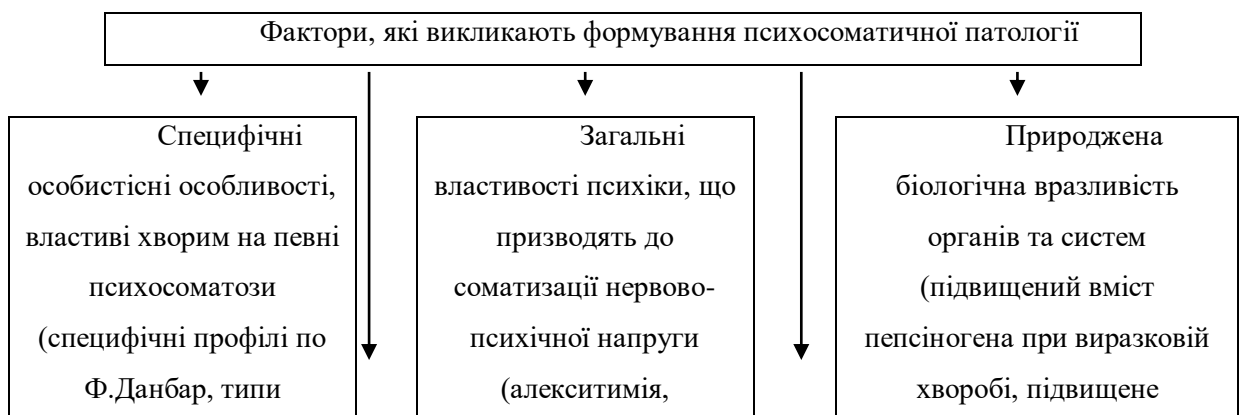 Фактори, які викликають формування психосоматичної патології
Специфічні
особистісні особливості,
властиві хворим на певні
психосоматози
(специфічні профілі по
Ф.Данбар, типи
Загальні
властивості психіки, що
призводять до
соматизації нервово-
психічної напруги
(алекситимія,
Природжена
біологічна вразливість
органів та систем
(підвищений вміст
пепсіногена при виразковій
хворобі, підвищене